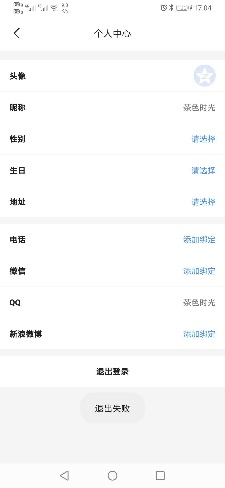 17:04
个人中心
头像
昵称 茶色时光
性别 请选择
生日 请选择
地址 请选择
电话 添加绑定
微信 添加绑定
QQ 茶色时光
新浪微博 添加绑定
退出登录
退出失败